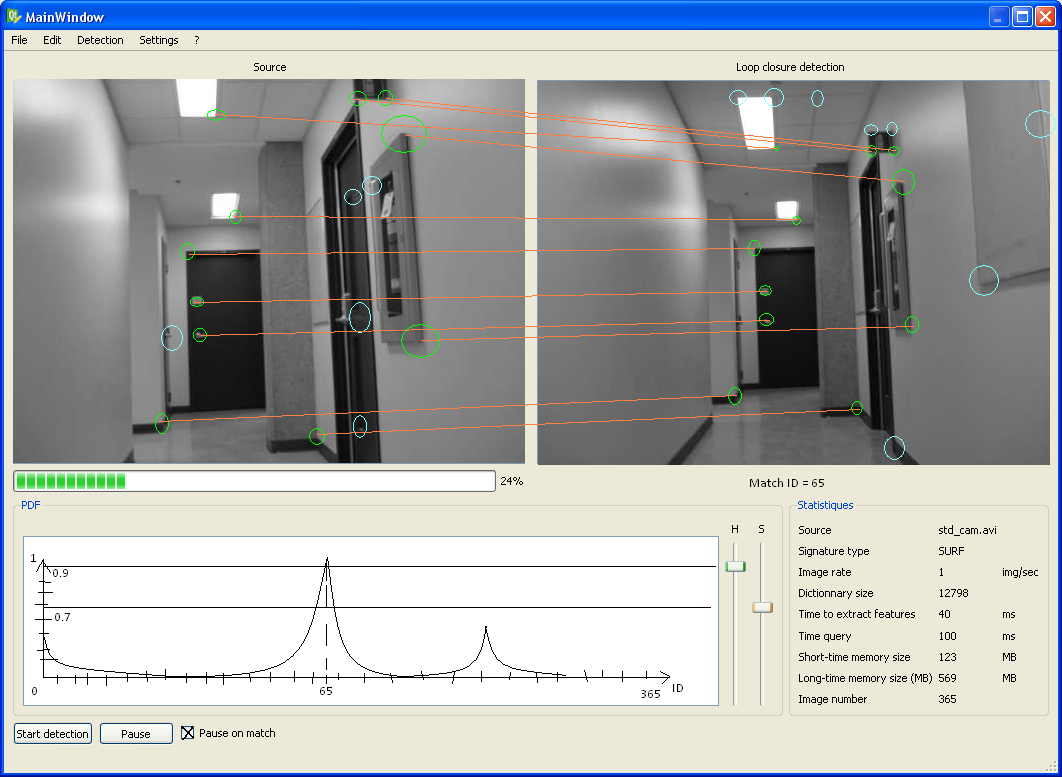 MainWindow
File Edit Detection Settings ?
Source Loop closure detection
24% Match ID = 65
PDF
H S
1
0.9
0.7
0 65 365 ID
Statistiques
Source std_cam.avi
Signature type SURF
Image rate 1 img/sec
Dictionnary size 12798
Time to extract features 40 ms
Time query 100 ms
Short-time memory size 123 MB
Long-time memory size (MB) 569 MB
Image number 365
Start detection Pause Pause on match